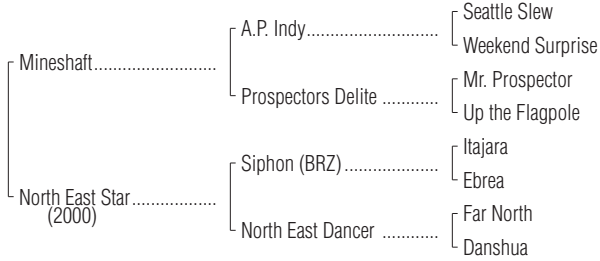 Seattle Slew
A.P. Indy............................
Weekend Surprise
Mineshaft..........................
Mr. Prospector
Prospectors Delite ............
Up the Flagpole
Itajara
Siphon (BRZ)....................
Ebrea
North East Star..................
(2000)
Far North
North East Dancer ............
Danshua